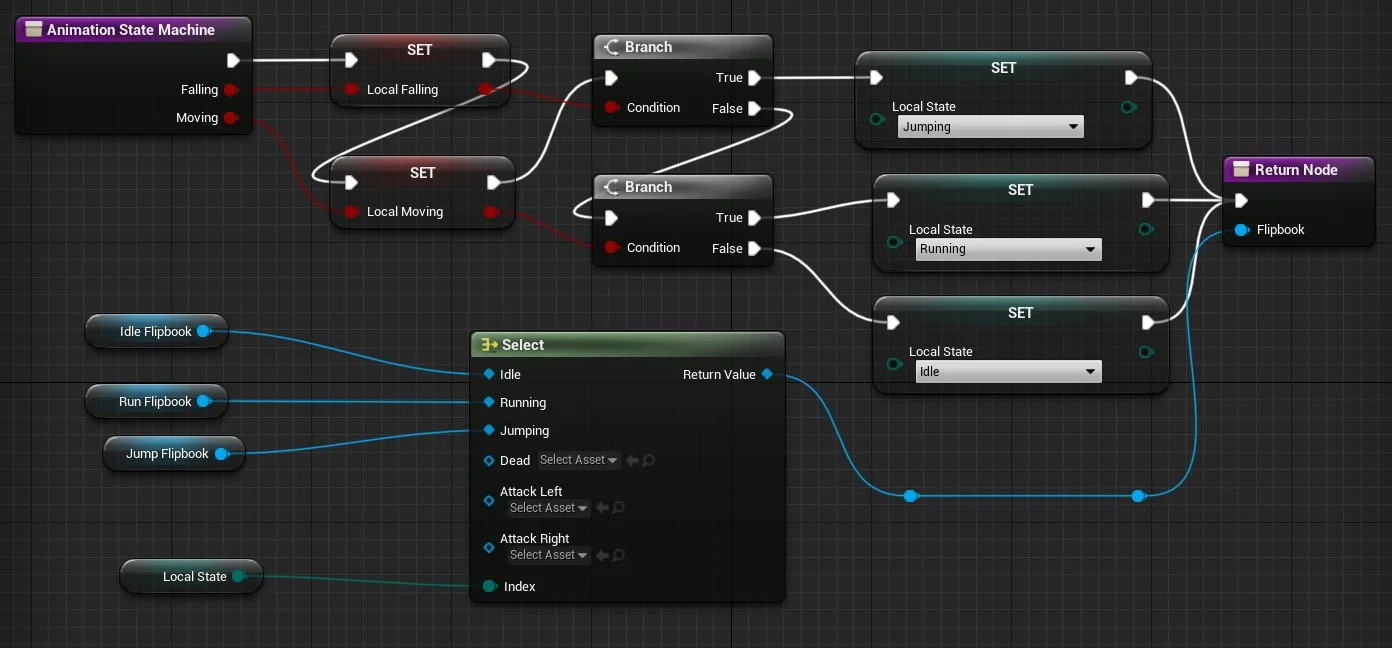 Animation State Machine
Falling
Moving
SET
Local Falling
SET
Local Moving
Branch
True
Condition
False
Branch
True
Condition
False
SET
Local State
Jumping
SET
Local State
Running
SET
Local State
Idle
Return Node
Flipbook
Idle Flipbook
Run Flipbook
Jump Flipbook
Local State
Select
Idle
Return Value
Running
Jumping
Dead Select Asset
Attack Left
Select Asset
Attack Right
Select Asset
Index